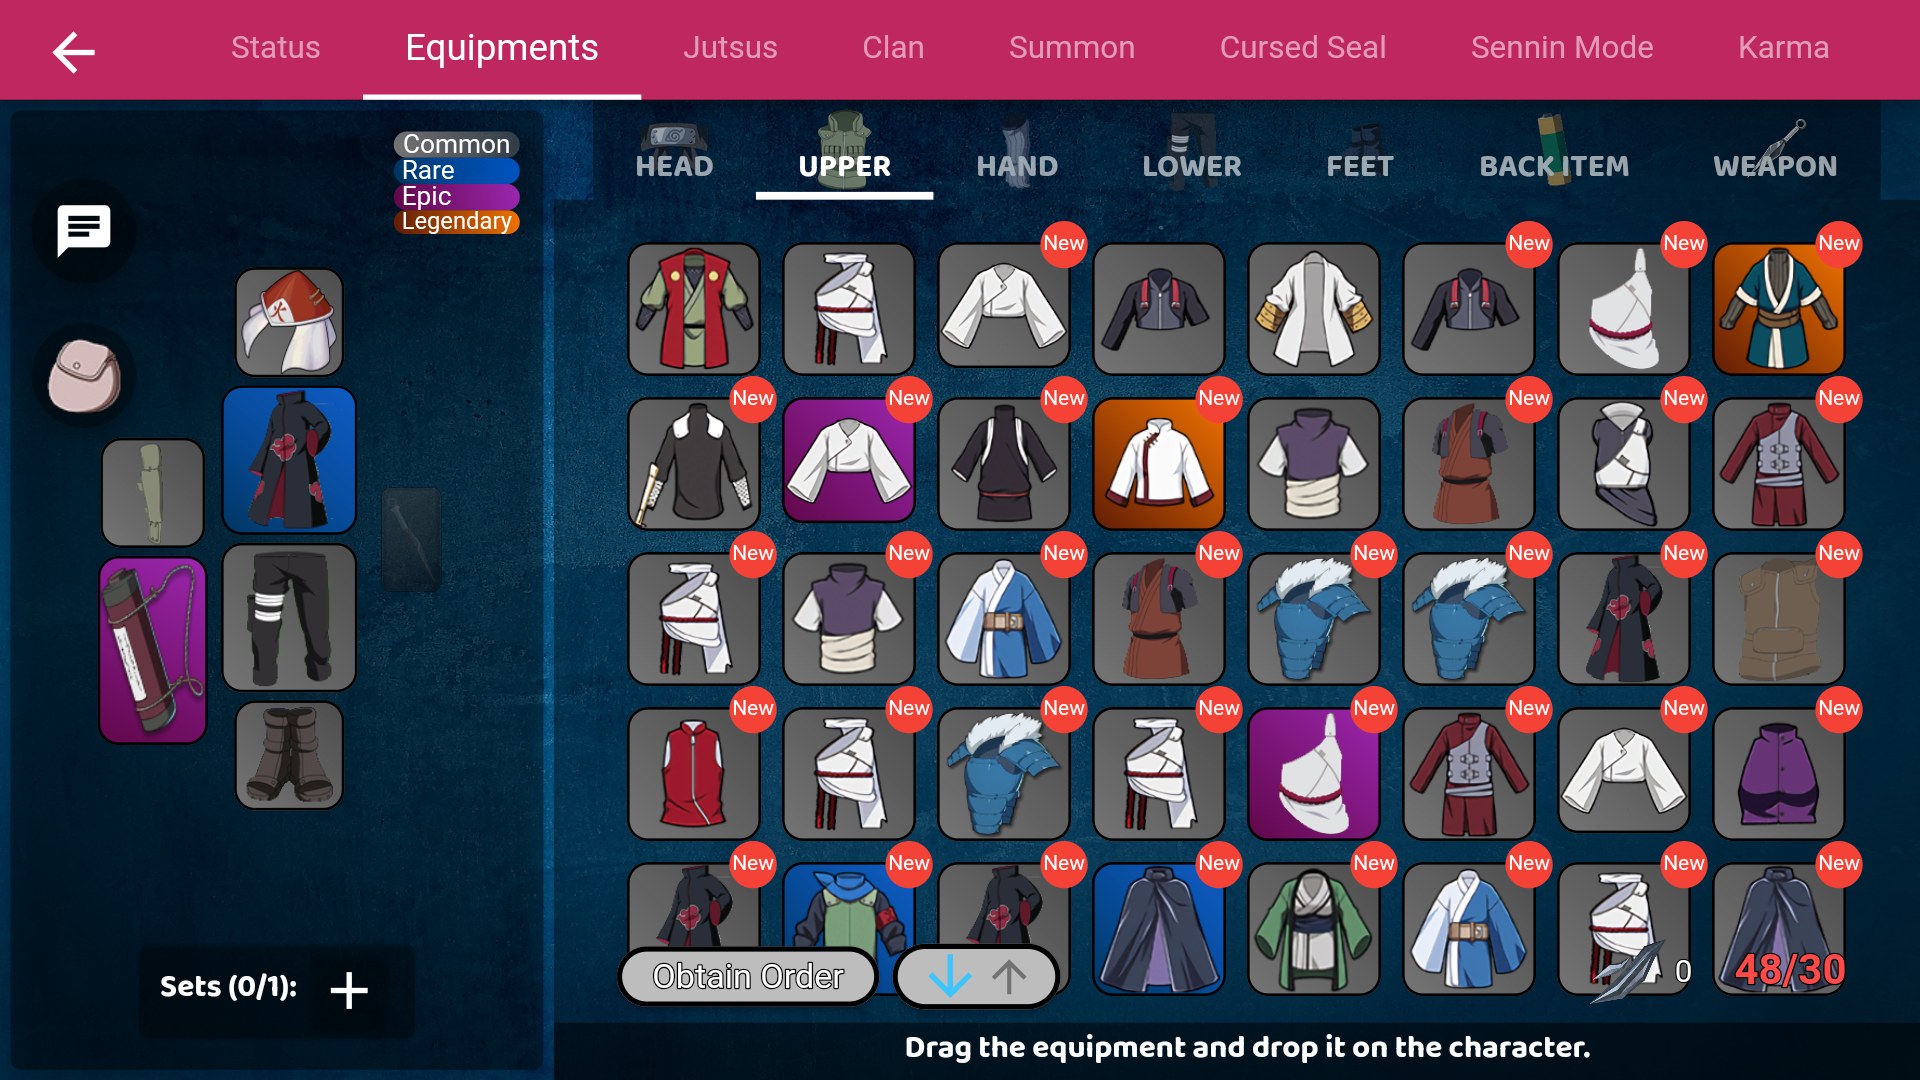 Status Equipments Jutsus Clan Summon Cursed Seal Sennin Mode Karma
Common
Rare
Epic
Legendary
HEAD UPPER HAND LOWER FEET BACK ITEM WEAPON
New New New New
New New New New New New New
New New New New New New New New
New New New New New New New New
New New New New New New New New
Sets (0/1):
Obtain Order
0
48/30
Drag the equipment and drop it on the character.